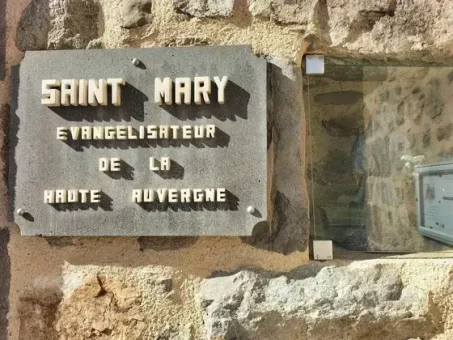 SAINT MARY
EVANGELISATEUR
DE LA
HAUTE AUVERGNE